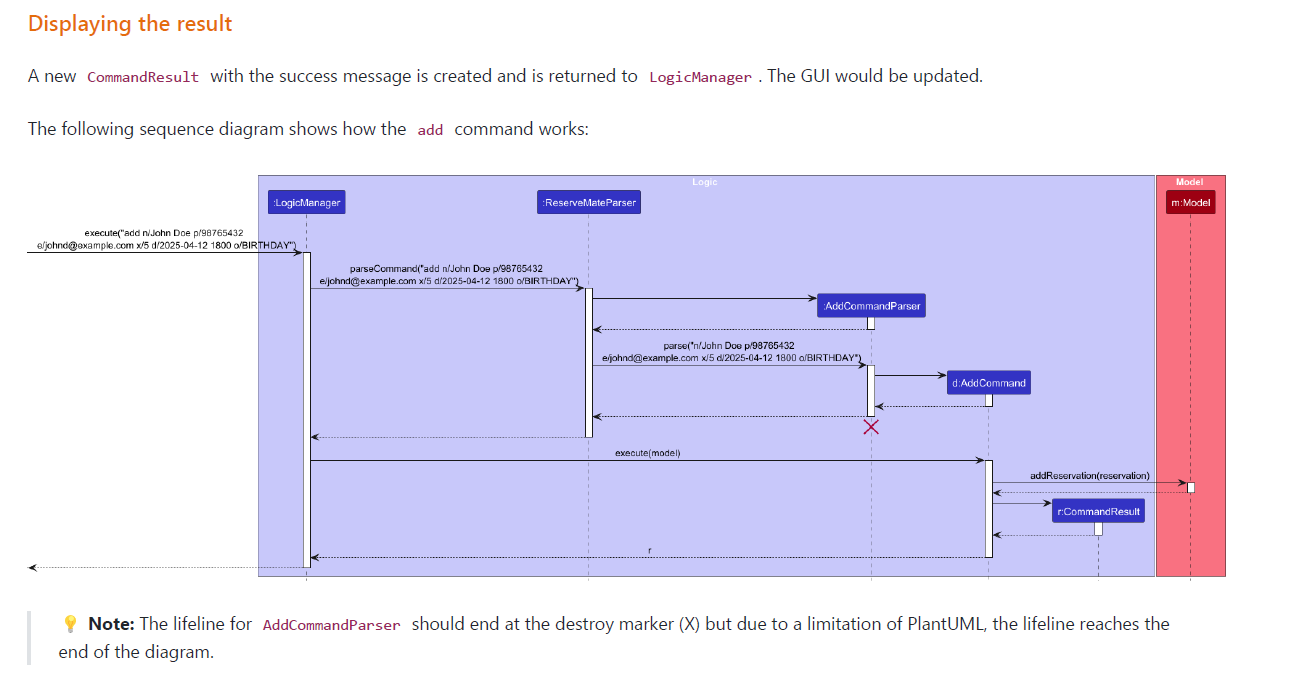 Displaying the result
A new CommandResult with the success message is created and is returned to LogicManager . The GUI would be updated.
The following sequence diagram shows how the add command works:
Logic
Model
:LogicManager
:ReserveMateParser
m:Model
execute("add n/John Doe p/98765432
e/johnd@example.com x/5 d/2025-04-12 1800 o/BIRTHDAY")
parseCommand("add n/John Doe p/98765432
e/johnd@example.com x/5 d/2025-04-12 1800 o/BIRTHDAY")
:AddCommandParser
parse("n/John Doe p/98765432
e/johnd@example.com x/5 d/2025-04-12 1800 o/BIRTHDAY")
d:AddCommand
execute(model)
addReservation(reservation)
r:CommandResult
r
Note: The lifeline for AddCommandParser should end at the destroy marker (X) but due to a limitation of PlantUML, the lifeline reaches the
end of the diagram.